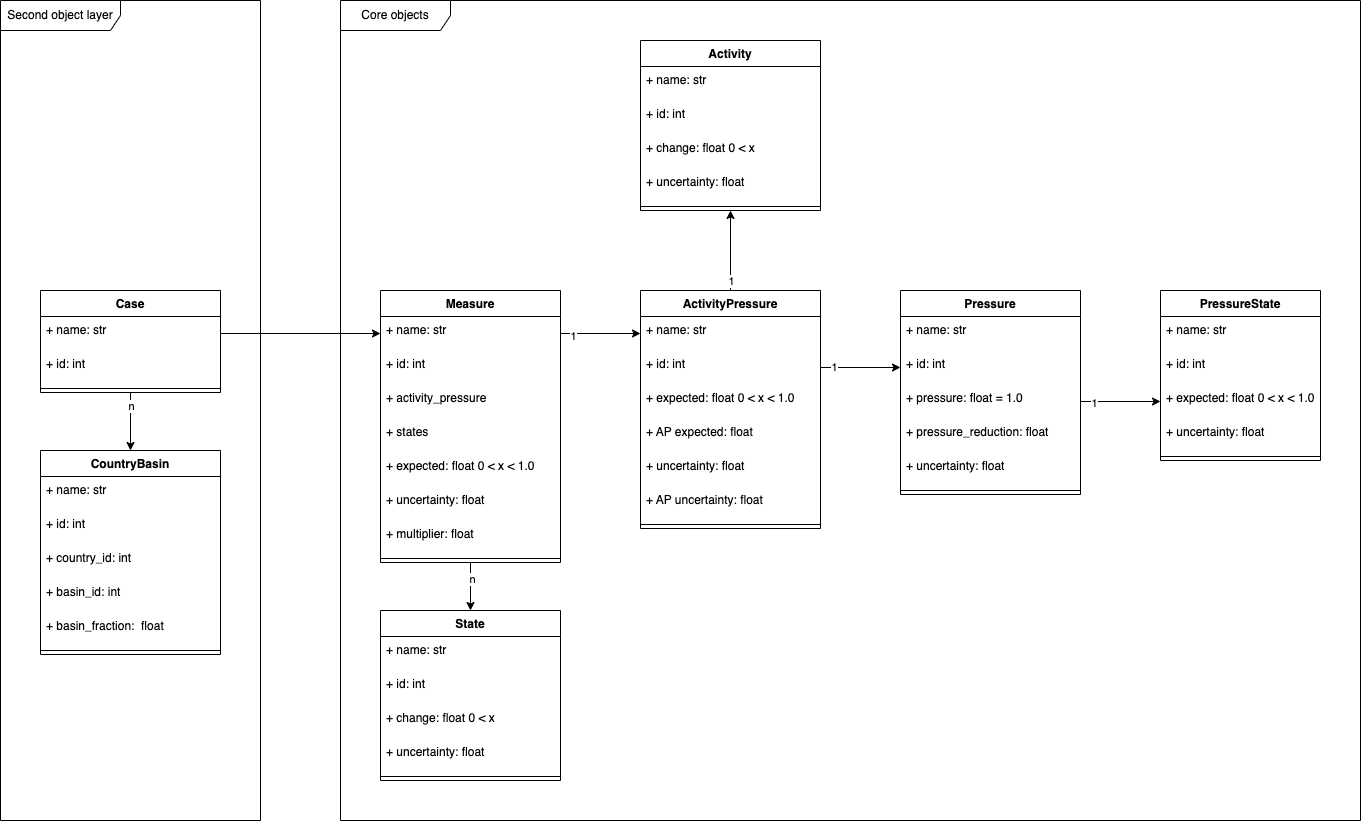 Second object layer
Core objects
Activity
+ name: str
+ id: int
+ change: float 0 < x
+ uncertainty: float
1
Case
+ name: str
+ id: int
n
CountryBasin
+ name: str
+ id: int
+ country_id: int
+ basin_id: int
+ basin_fraction:  float
Measure
+ name: str
+ id: int
+ activity_pressure
+ states
+ expected: float 0 < x < 1.0
+ uncertainty: float
+ multiplier: float
1
n
State
+ name: str
+ id: int
+ change: float 0 < x
+ uncertainty: float
ActivityPressure
+ name: str
+ id: int
+ expected: float 0 < x < 1.0
+ AP expected: float
+ uncertainty: float
+ AP uncertainty: float
1
Pressure
+ name: str
+ id: int
+ pressure: float = 1.0
+ pressure_reduction: float
+ uncertainty: float
1
PressureState
+ name: str
+ id: int
+ expected: float 0 < x < 1.0
+ uncertainty: float